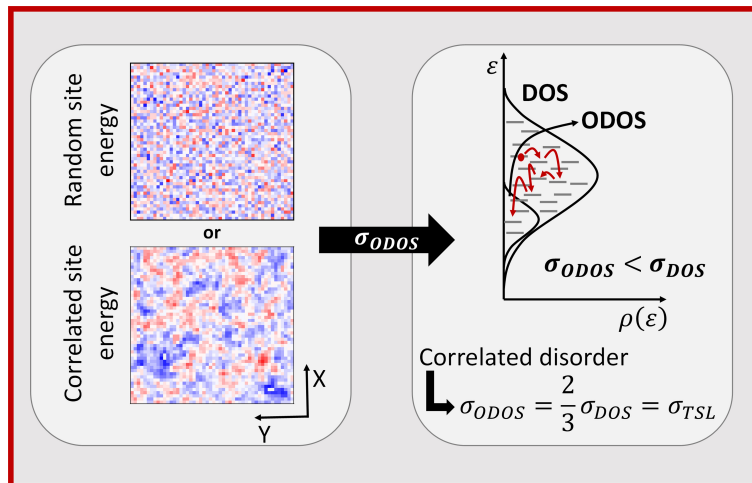 Random site
energy
or
Correlated site
energy
X
Y
σ_ODOS
ε
DOS
ODOS
σ_ODOS < σ_DOS
ρ(ε)
Correlated disorder
σ_ODOS = 2/3 σ_DOS = σ_TSL